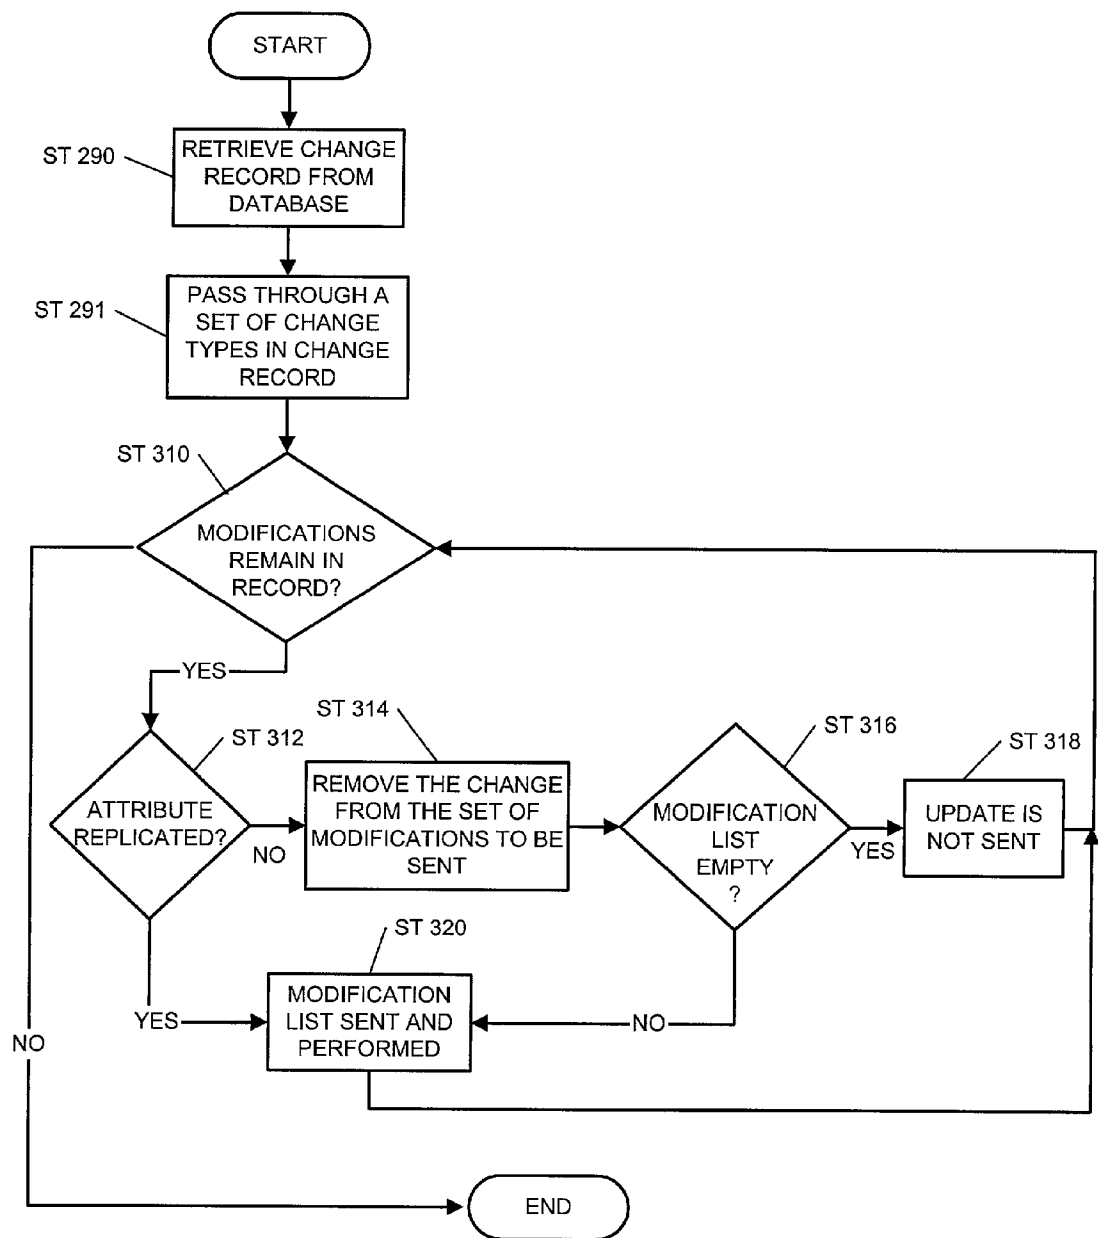 START
ST 290
RETRIEVE CHANGE
RECORD FROM
DATABASE
ST 291
PASS THROUGH A
SET OF CHANGE
TYPES IN CHANGE
RECORD
ST 310
MODIFICATIONS
REMAIN IN
RECORD?
YES
ST 312
ATTRIBUTE
REPLICATED?
NO
ST 314
REMOVE THE CHANGE
FROM THE SET OF
MODIFICATIONS TO BE
SENT
ST 316
MODIFICATION
LIST
EMPTY
?
YES
ST 318
UPDATE IS
NOT SENT
ST 320
MODIFICATION
LIST SENT AND
PERFORMED
YES
NO
NO
END